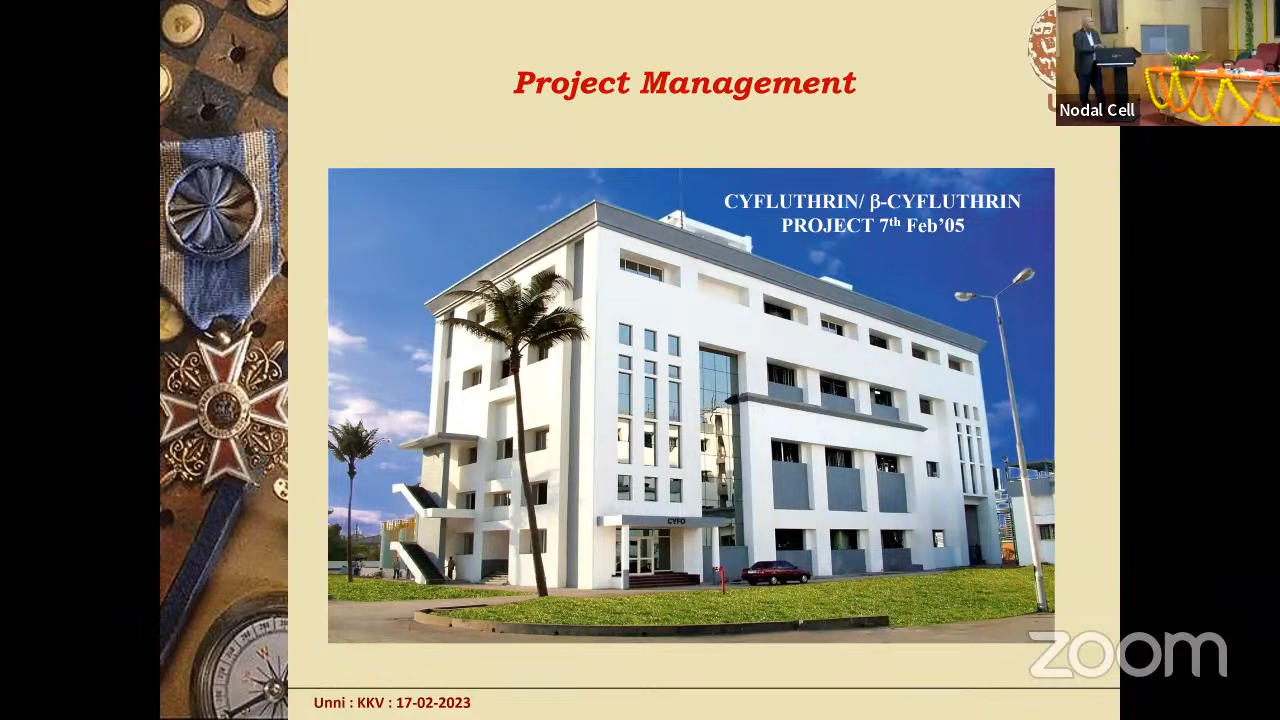 Project Management
Nodal Cell
CYFLUTHRIN/ β-CYFLUTHRIN
PROJECT 7th Feb’05
CYFO
zoom
Unni : KKV : 17-02-2023